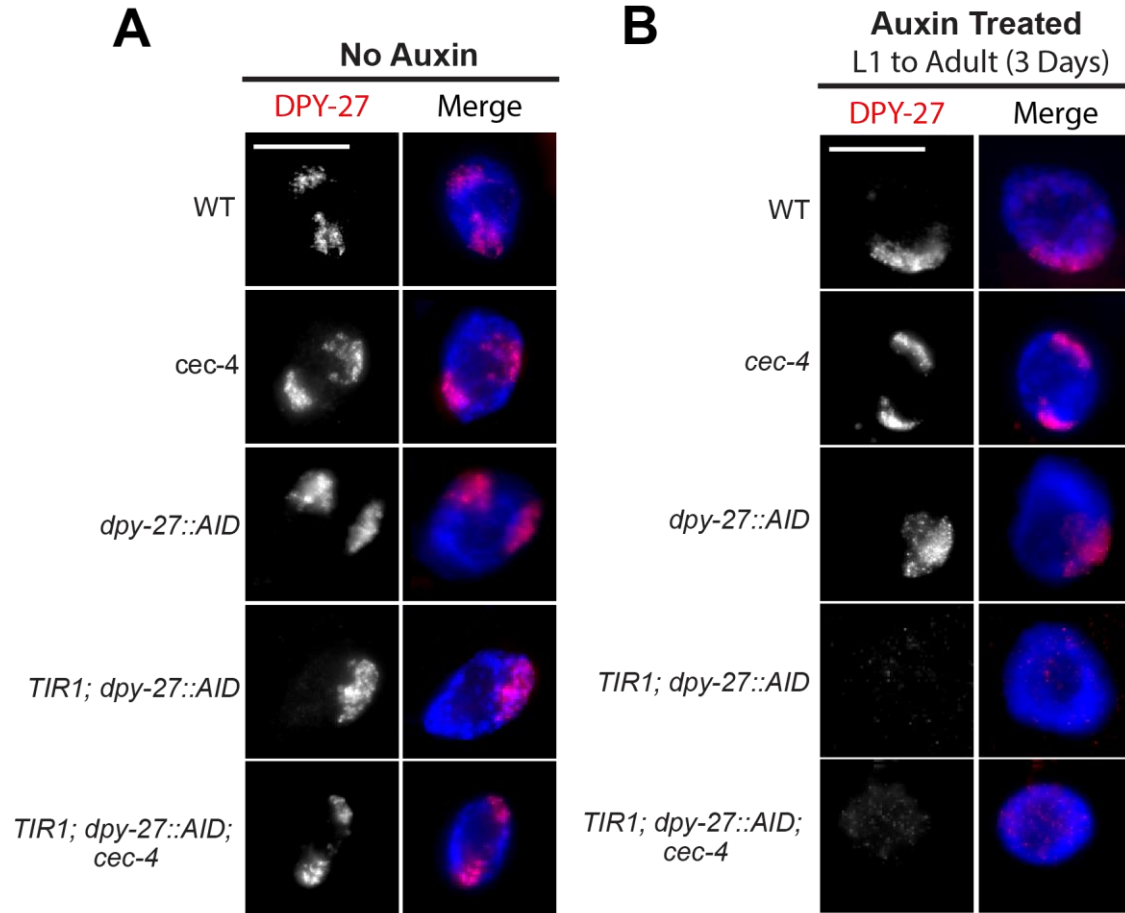 A
No Auxin
DPY-27 Merge
WT
cec-4
dpy-27::AID
TIR1; dpy-27::AID
TIR1; dpy-27::AID;
cec-4
B
Auxin Treated
L1 to Adult (3 Days)
DPY-27 Merge
WT
cec-4
dpy-27::AID
TIR1; dpy-27::AID
TIR1; dpy-27::AID;
cec-4